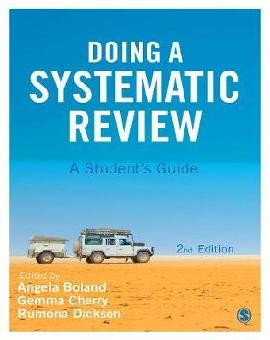 DOING A
SYSTEMATIC
REVIEW
A Student's Guide
2nd Edition
Edited by
Angela Boland
Gemma Cherry
Rumona Dickson